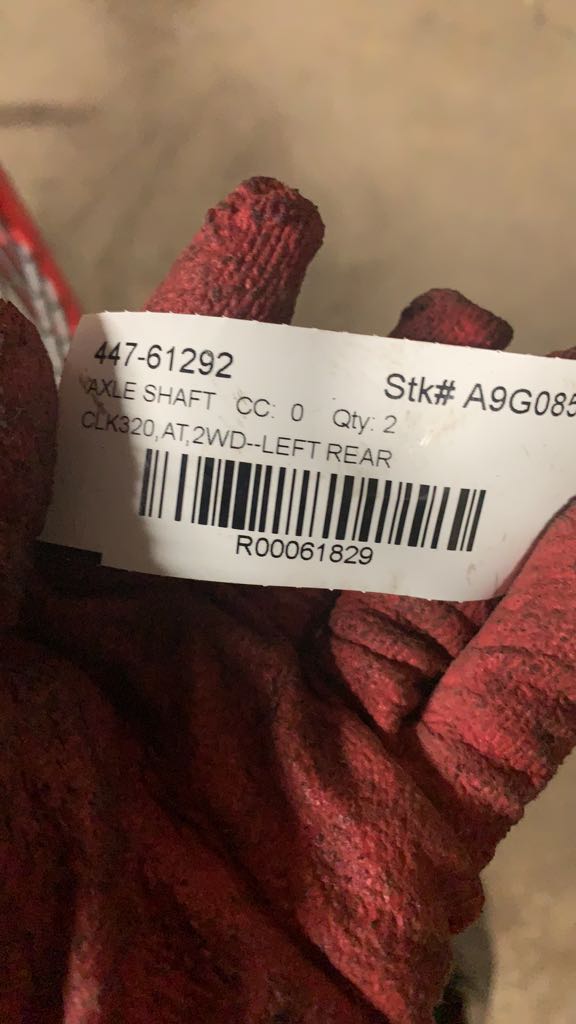 447-61292
Stk# A9G085
AXLE SHAFT CC: 0 Qty: 2
CLK320,AT,2WD--LEFT REAR
R00061829